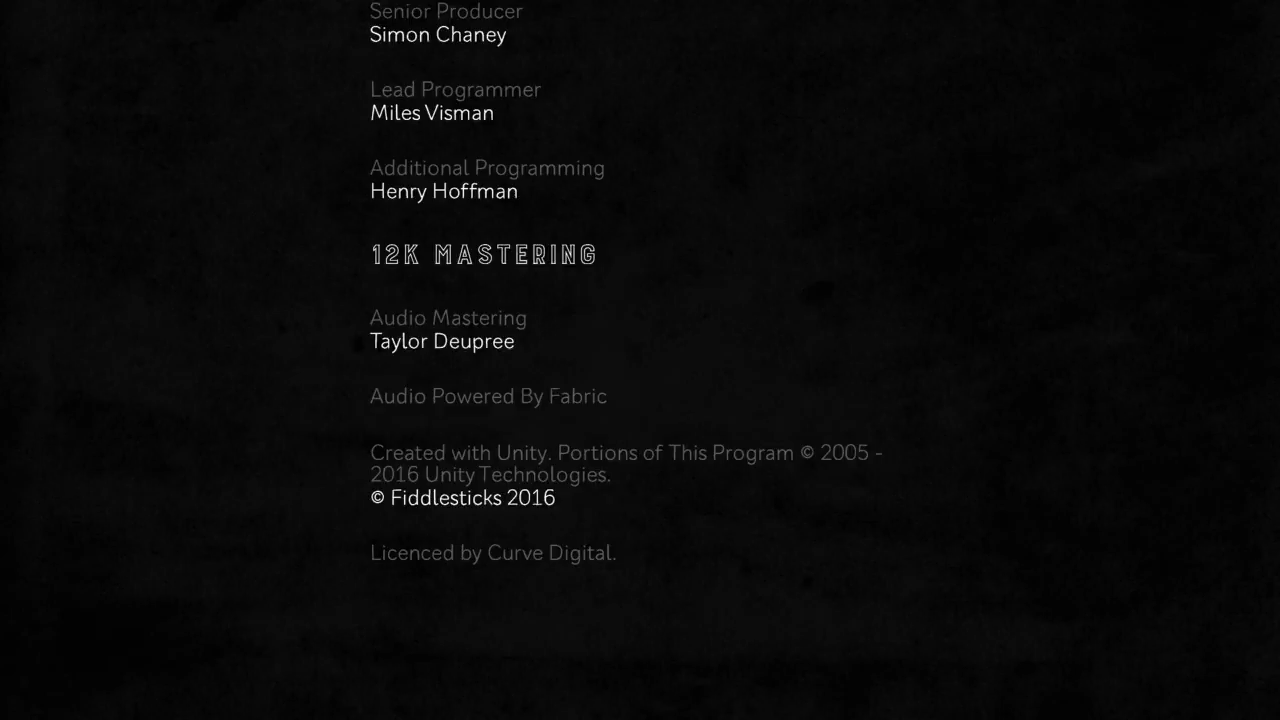 Senior Producer
Simon Chaney
Lead Programmer
Miles Visman
Additional Programming
Henry Hoffman
12K MASTERING
Audio Mastering
Taylor Deupree
Audio Powered By Fabric
Created with Unity. Portions of This Program © 2005 -
2016 Unity Technologies.
© Fiddlesticks 2016
Licenced by Curve Digital.